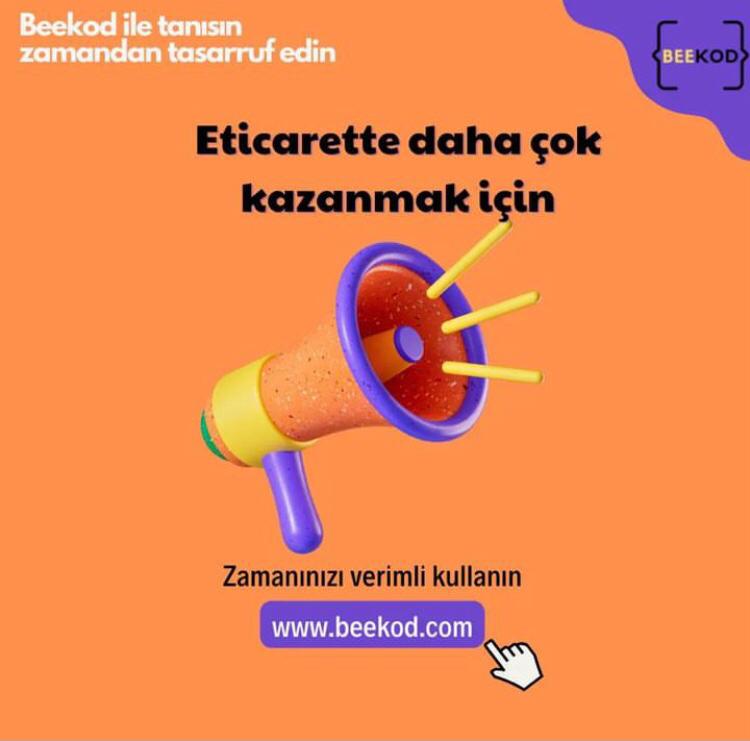 Beekod ile tanısın
zamandan tasarruf edin
{BEEKOD}
Eticarette daha çok
kazanmak için
Zamanınızı verimli kullanın
www.beekod.com